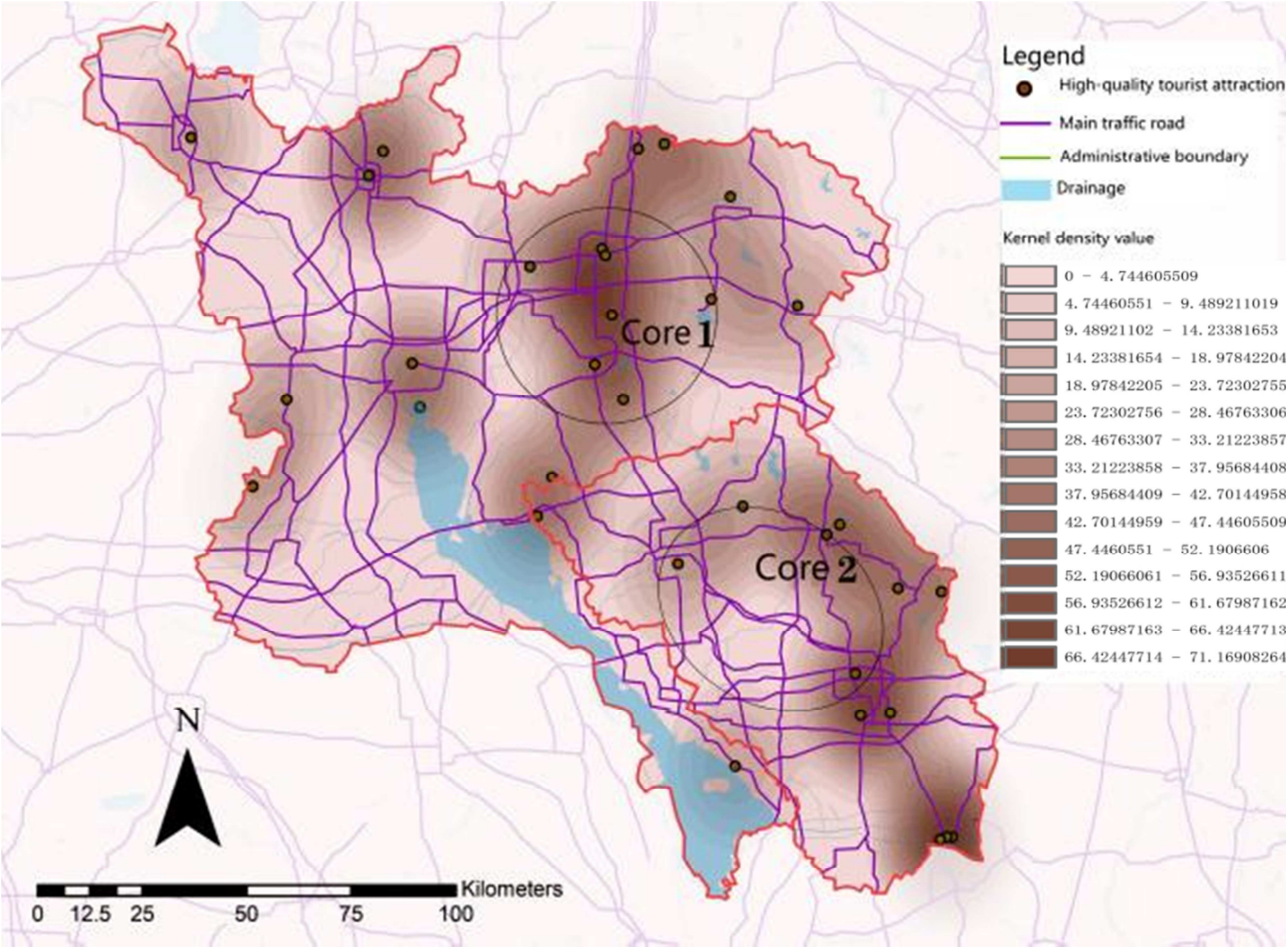 Legend
High-quality tourist attraction
Main traffic road
Administrative boundary
Drainage
Kernel density value
0 - 4.744605509
4.74460551 - 9.489211019
9.48921102 - 14.23381653
14.23381654 - 18.97842204
18.97842205 - 23.72302755
23.72302756 - 28.46763306
28.46763307 - 33.21223857
33.21223858 - 37.95684408
37.95684409 - 42.70144958
42.70144959 - 47.44605509
47.4460551 - 52.1906606
52.19066061 - 56.93526611
56.93526612 - 61.67987162
61.67987163 - 66.42447713
66.42447714 - 71.16908264
Core 1
Core 2
N
Kilometers
0 12.5 25 50 75 100